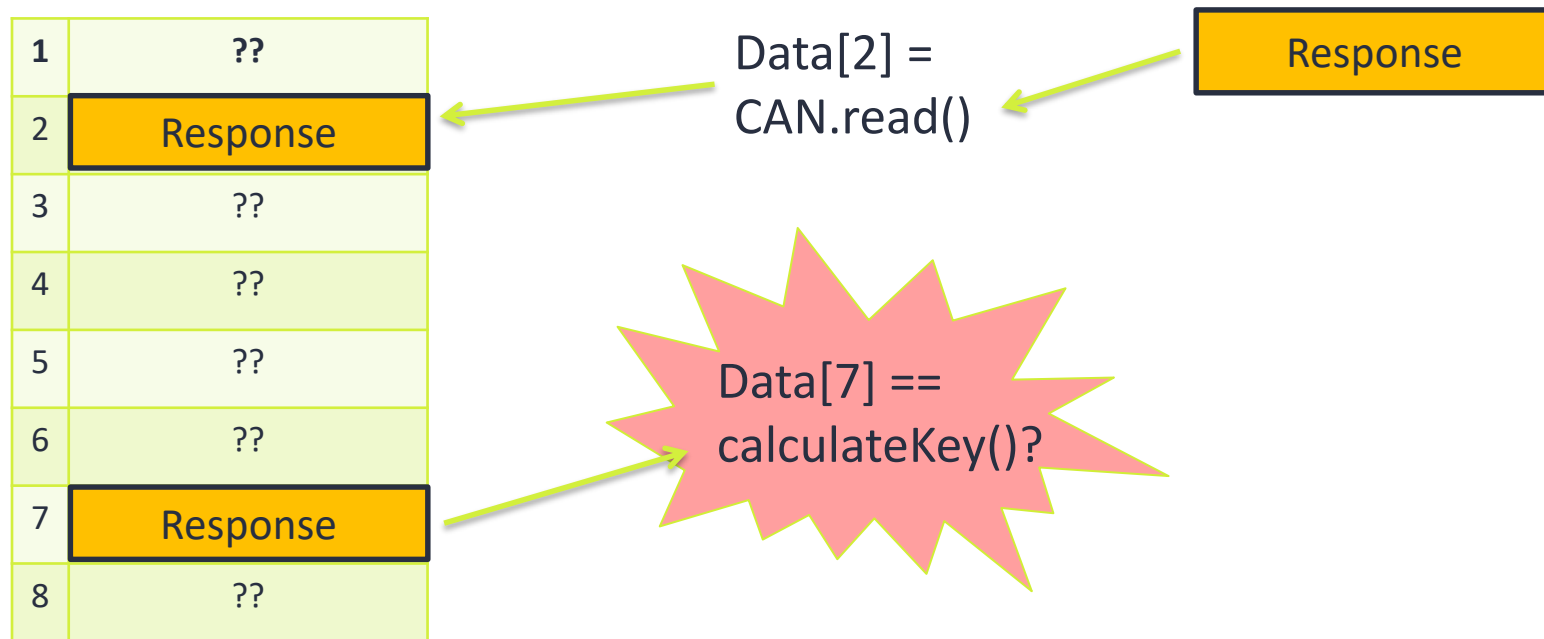 1 ??
2 Response
3 ??
4 ??
5 ??
6 ??
7 Response
8 ??
Data[2] =
CAN.read()
Response
Data[7] ==
calculateKey()?